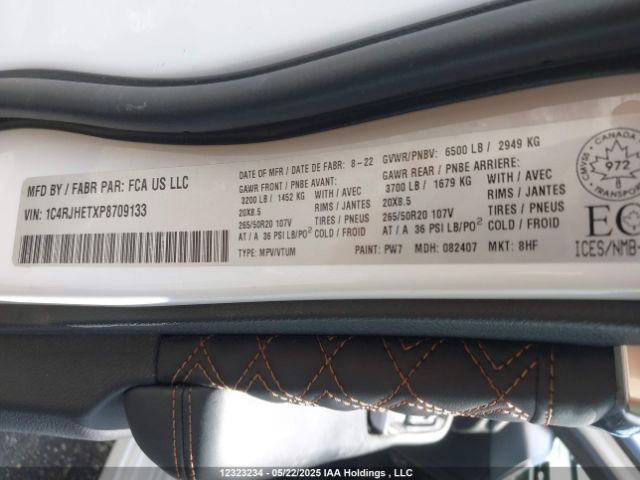 MFD BY / FABR PAR: FCA US LLC
VIN: 1C4RJHETXP8709133
DATE OF MFR / DATE DE FABR: 8-22
GAWR FRONT / PNBE AVANT:
3200 LB / 1452 KG WITH / AVEC
20X8.5 RIMS / JANTES
265/50R20 107V
AT / A 36 PSI LB/PO² COLD / FROID
TYPE: MPV/VTUM
GVWR/PNBV: 6500 LB / 2949 KG
GAWR REAR / PNBE ARRIERE:
3700 LB / 1679 KG WITH / AVEC
20X8.5 RIMS / JANTES
265/50R20 107V
AT / A 36 PSI LB/PO² COLD / FROID
PAINT: PW7 MDH: 082407 MKT: 8HF
CANADA
CMVSS
972
8
TRANSPORT
EC
ICES/NMB-
12323234 - 05/22/2025 IAA Holdings , LLC